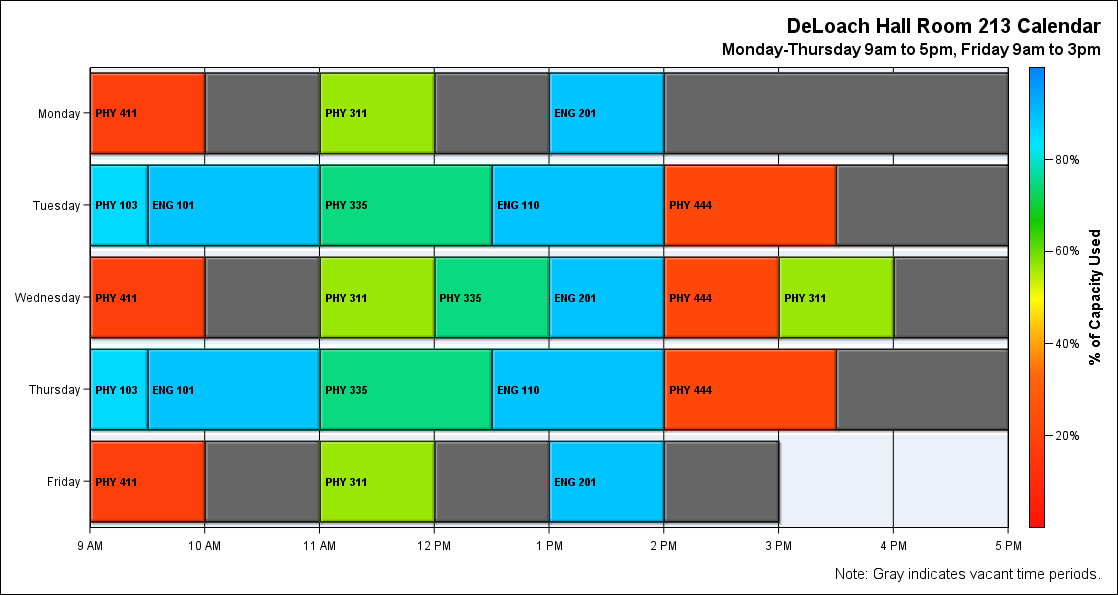 DeLoach Hall Room 213 Calendar
Monday-Thursday 9am to 5pm, Friday 9am to 3pm
Monday
PHY 411
PHY 311
ENG 201
Tuesday
PHY 103
ENG 101
PHY 335
ENG 110
PHY 444
Wednesday
PHY 411
PHY 311
PHY 335
ENG 201
PHY 444
PHY 311
Thursday
PHY 103
ENG 101
PHY 335
ENG 110
PHY 444
Friday
PHY 411
PHY 311
ENG 201
9 AM
10 AM
11 AM
12 PM
1 PM
2 PM
3 PM
4 PM
5 PM
80%
60%
40%
20%
% of Capacity Used
Note: Gray indicates vacant time periods.